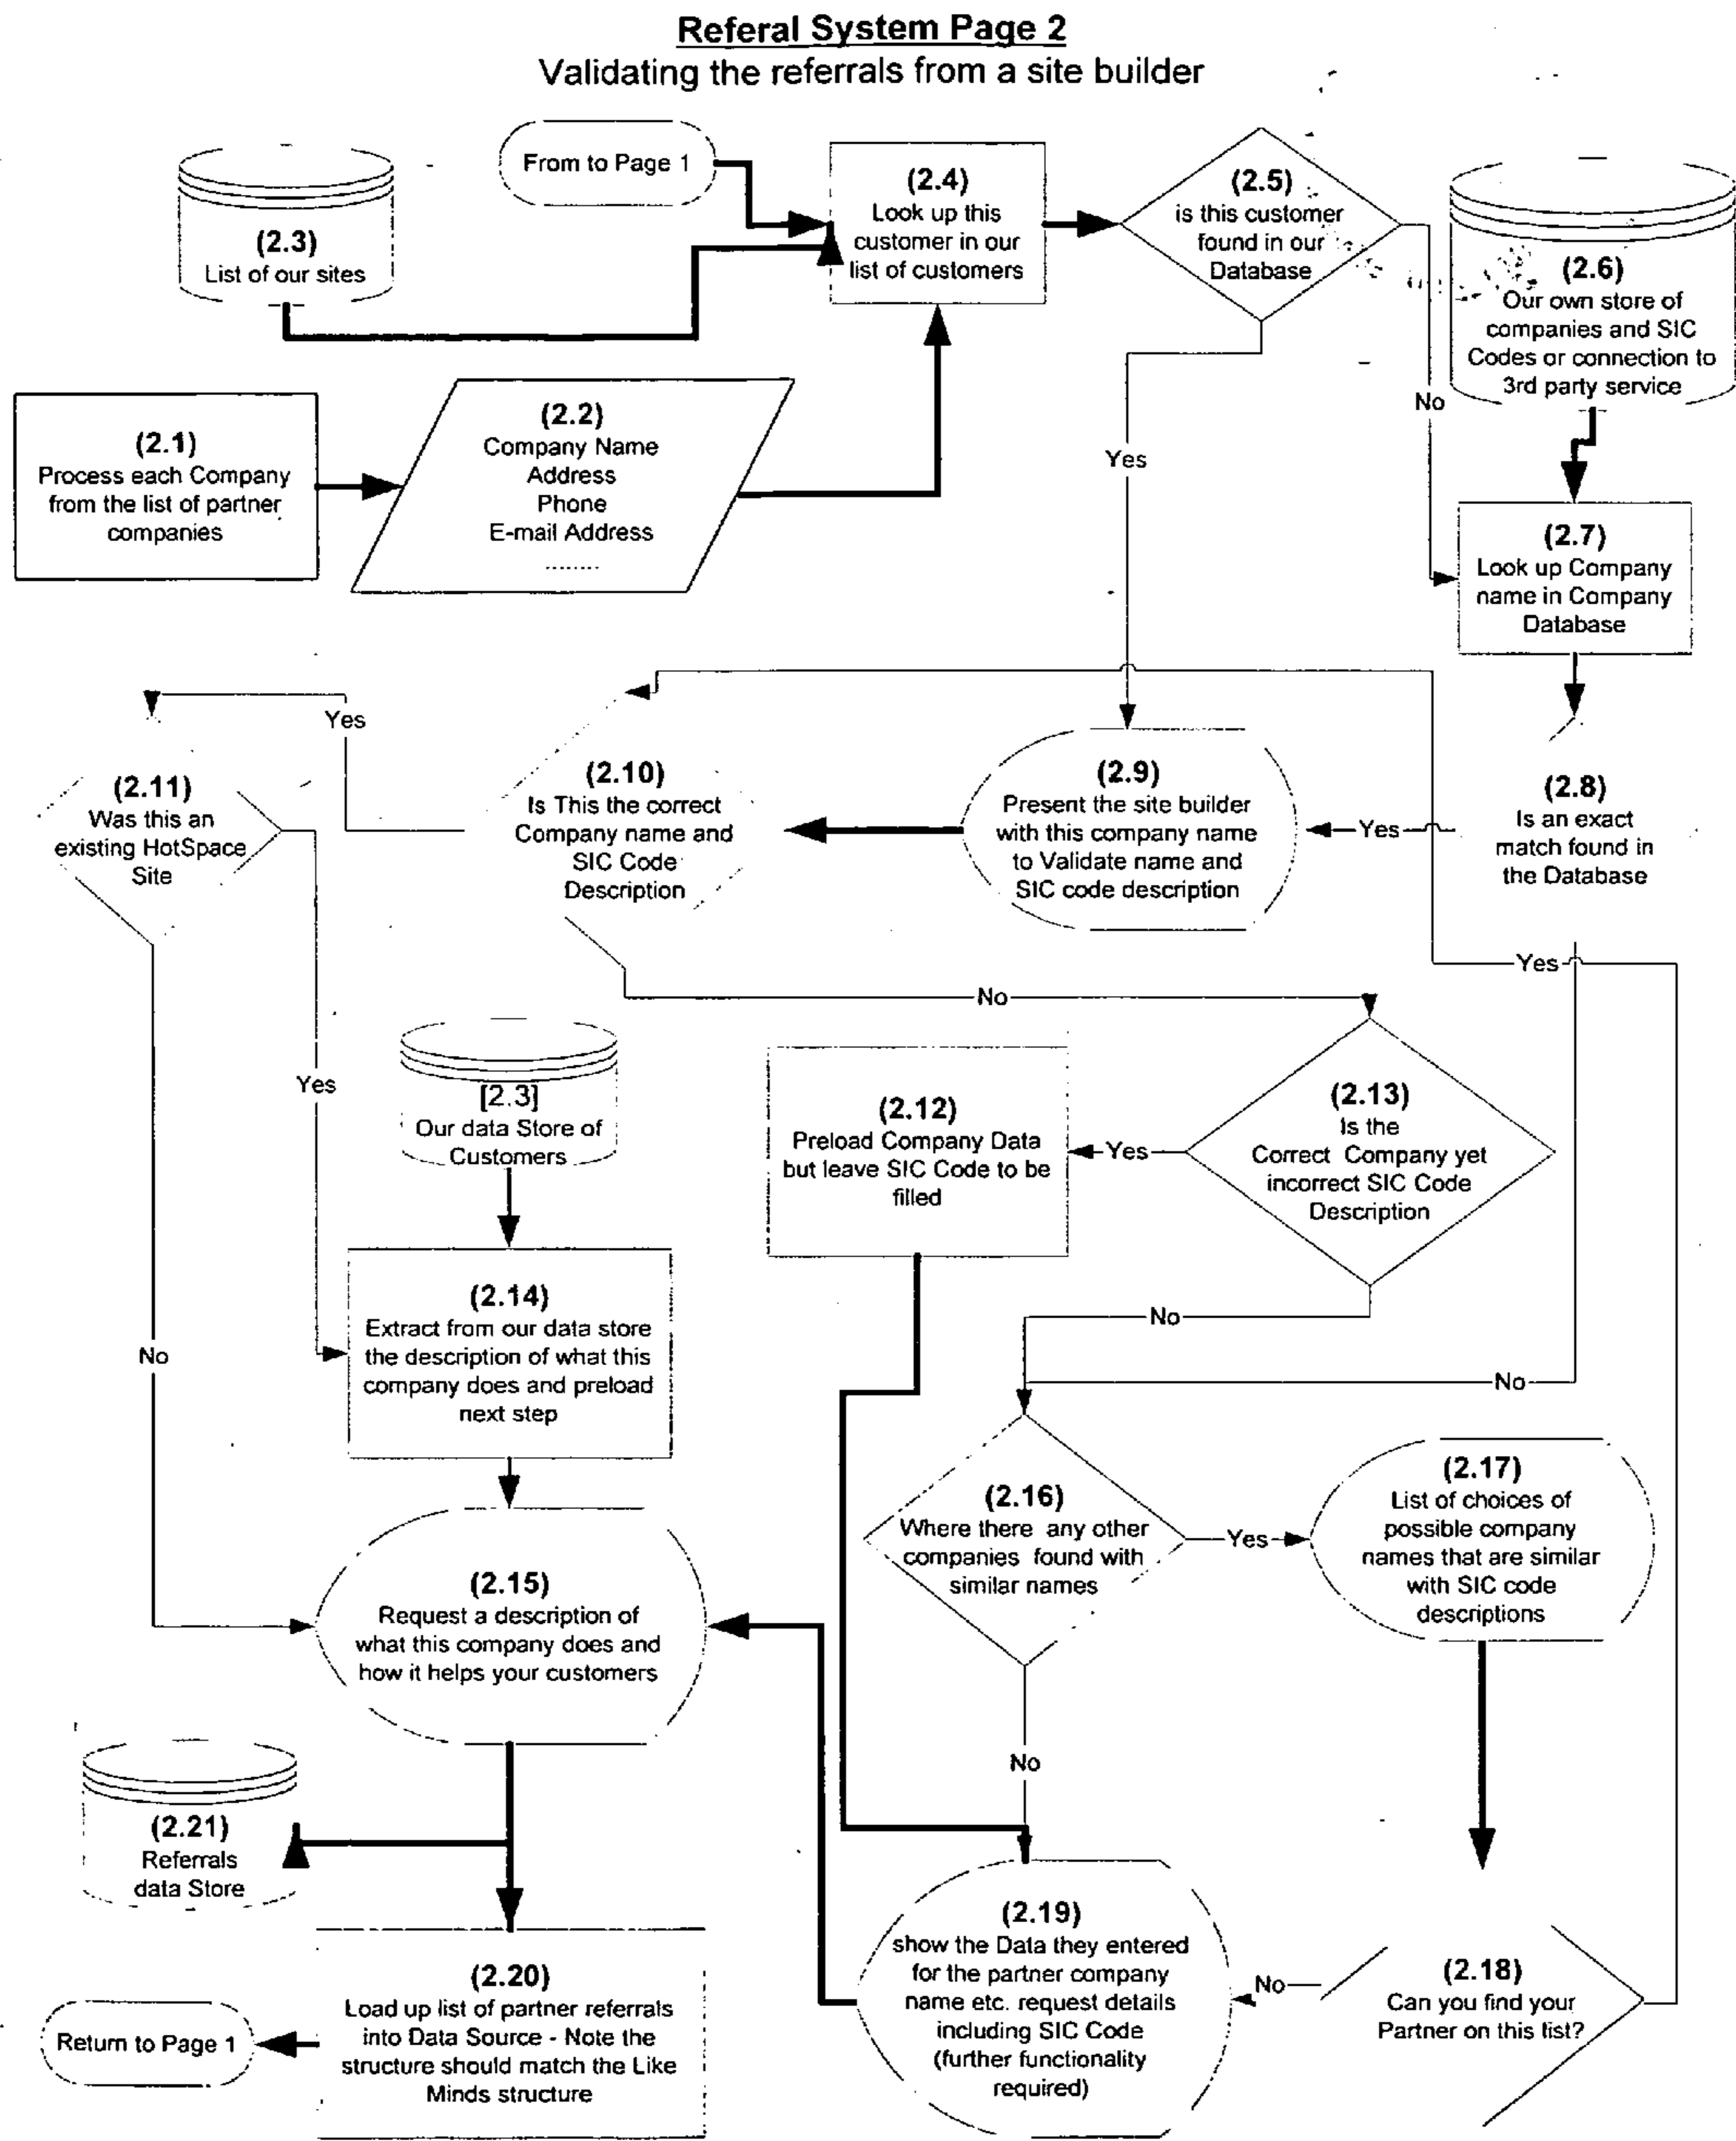 Referal System Page 2
Validating the referrals from a site builder
From to Page 1
(2.3)
List of our sites
(2.4)
Look up this
customer in our
list of customers
(2.5)
is this customer
found in our
Database
(2.6)
Our own store of
companies and SIC
Codes or connection to
3rd party service
No
Yes
(2.1)
Process each Company
from the list of partner
companies
(2.2)
Company Name
Address
Phone
E-mail Address
........
(2.7)
Look up Company
name in Company
Database
Yes
(2.11)
Was this an
existing HotSpace
Site
(2.10)
Is This the correct
Company name and
SIC Code
Description
(2.9)
Present the site builder
with this company name
to Validate name and
SIC code description
Yes
(2.8)
Is an exact
match found in
the Database
Yes
No
Yes
[2.3]
Our data Store of
Customers
(2.12)
Preload Company Data
but leave SIC Code to be
filled
Yes
(2.13)
Is the
Correct Company yet
incorrect SIC Code
Description
No
No
No
(2.14)
Extract from our data store
the description of what this
company does and preload
next step
(2.16)
Where there any other
companies found with
similar names
Yes
(2.17)
List of choices of
possible company
names that are similar
with SIC code
descriptions
(2.15)
Request a description of
what this company does and
how it helps your customers
No
(2.21)
Referrals
data Store
(2.19)
show the Data they entered
for the partner company
name etc. request details
including SIC Code
(further functionality
required)
No
(2.18)
Can you find your
Partner on this list?
(2.20)
Load up list of partner referrals
into Data Source - Note the
structure should match the Like
Minds structure
Return to Page 1